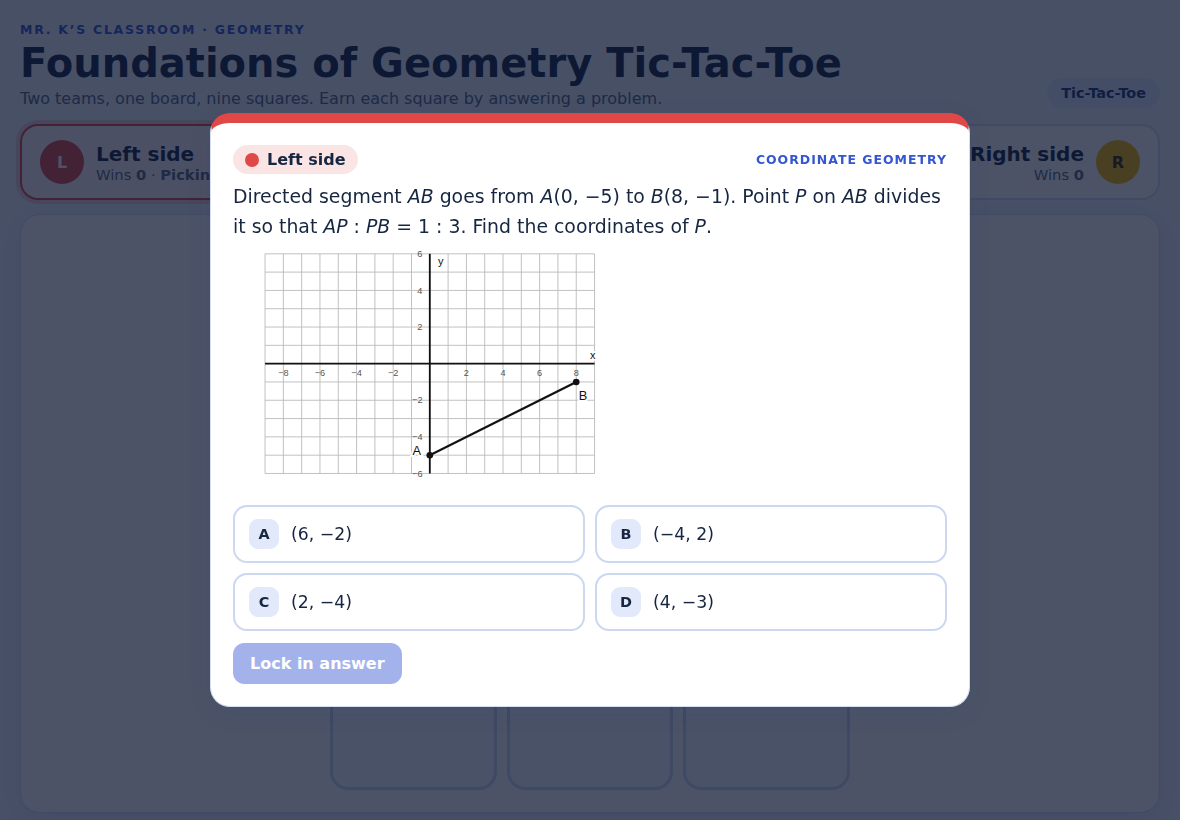 MR. K'S CLASSROOM · GEOMETRY
Foundations of Geometry Tic-Tac-Toe
Two teams, one board, nine squares. Earn each square by answering a problem.
Tic-Tac-Toe
L
Left side
Wins 0 · Pickin
Right side
Wins 0
R
Left side
COORDINATE GEOMETRY
Directed segment AB goes from A(0, −5) to B(8, −1). Point P on AB divides
it so that AP : PB = 1 : 3. Find the coordinates of P.
6
y
4
2
x
−8 −6 −4 −2 2 4 6 8
−2
B
−4
A
−6
A (6, −2)
B (−4, 2)
C (2, −4)
D (4, −3)
Lock in answer